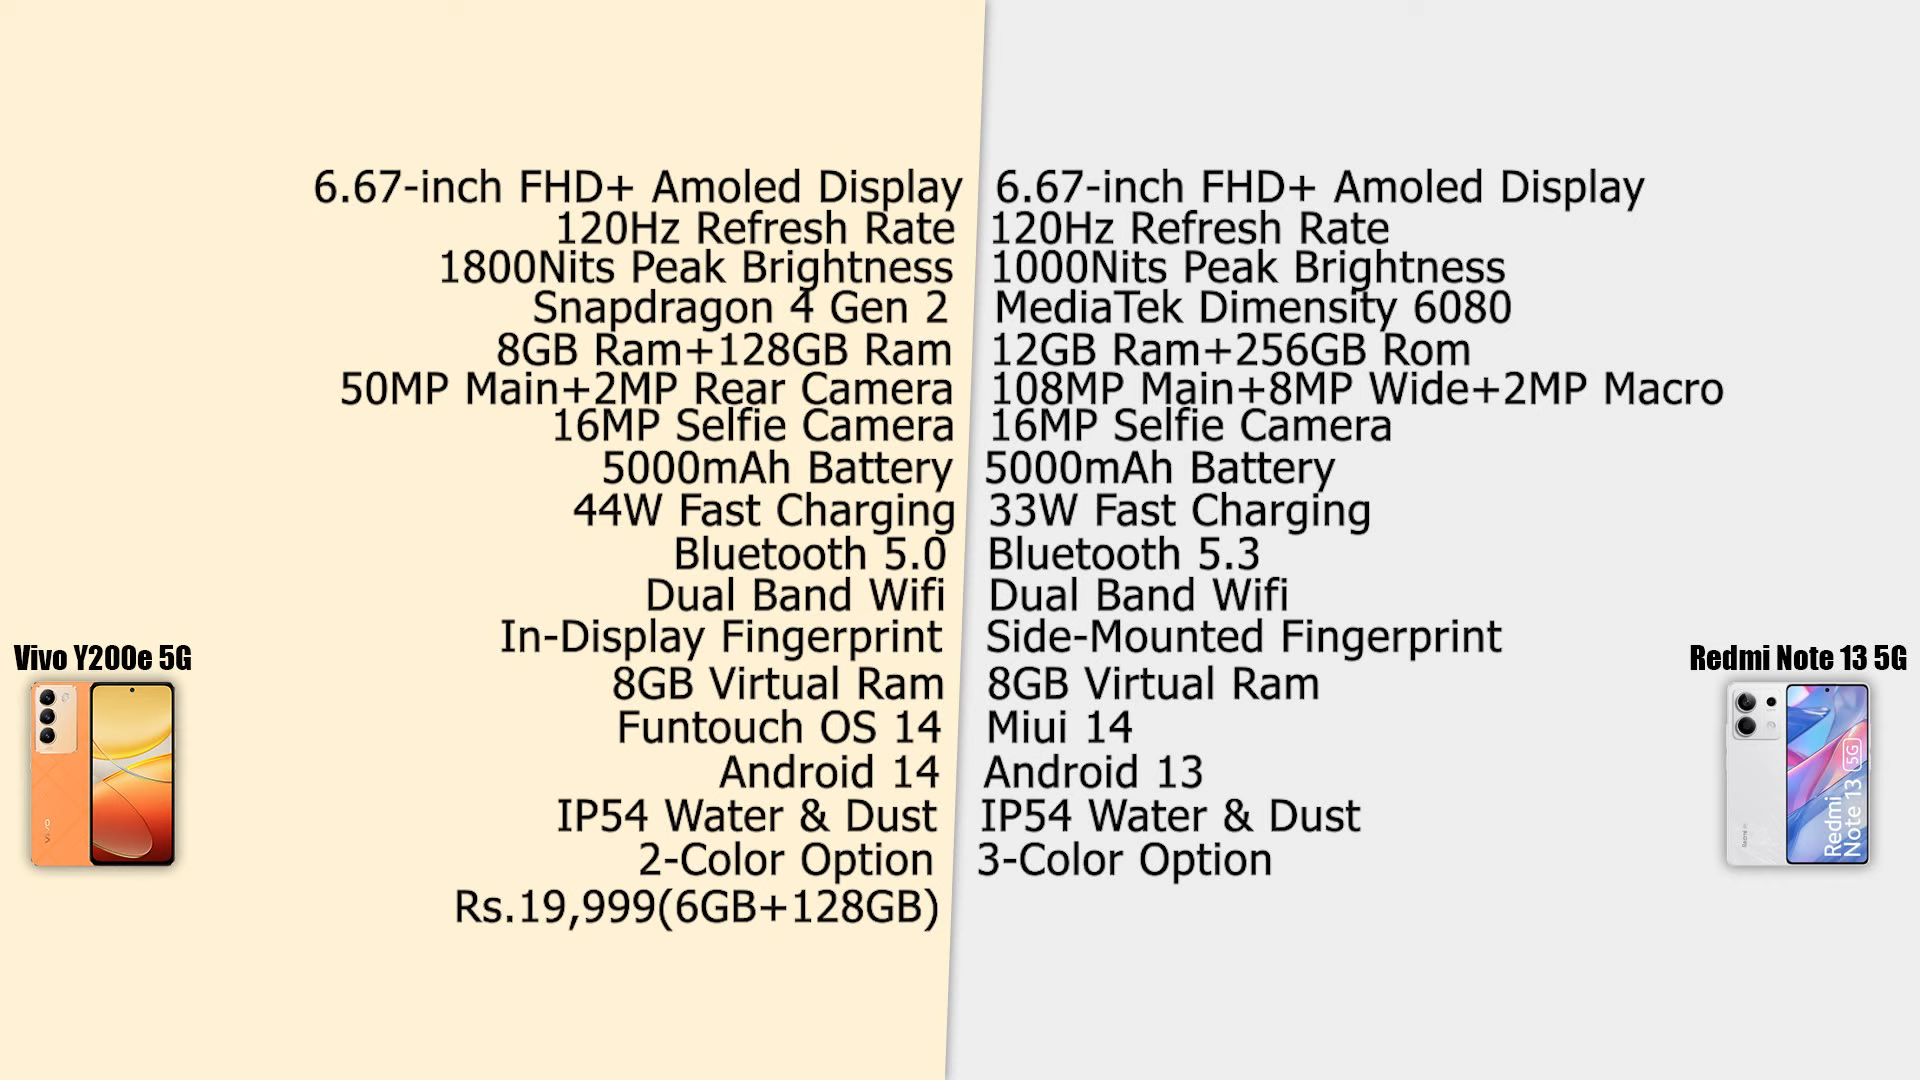 6.67-inch FHD+ Amoled Display
120Hz Refresh Rate
1800Nits Peak Brightness
Snapdragon 4 Gen 2
8GB Ram+128GB Ram
50MP Main+2MP Rear Camera
16MP Selfie Camera
5000mAh Battery
44W Fast Charging
Bluetooth 5.0
Dual Band Wifi
In-Display Fingerprint
8GB Virtual Ram
Funtouch OS 14
Android 14
IP54 Water & Dust
2-Color Option
Rs.19,999(6GB+128GB)
Vivo Y200e 5G
vivo
6.67-inch FHD+ Amoled Display
120Hz Refresh Rate
1000Nits Peak Brightness
MediaTek Dimensity 6080
12GB Ram+256GB Rom
108MP Main+8MP Wide+2MP Macro
16MP Selfie Camera
5000mAh Battery
33W Fast Charging
Bluetooth 5.3
Dual Band Wifi
Side-Mounted Fingerprint
8GB Virtual Ram
Miui 14
Android 13
IP54 Water & Dust
3-Color Option
Redmi Note 13 5G
Redmi
Note 13 5G